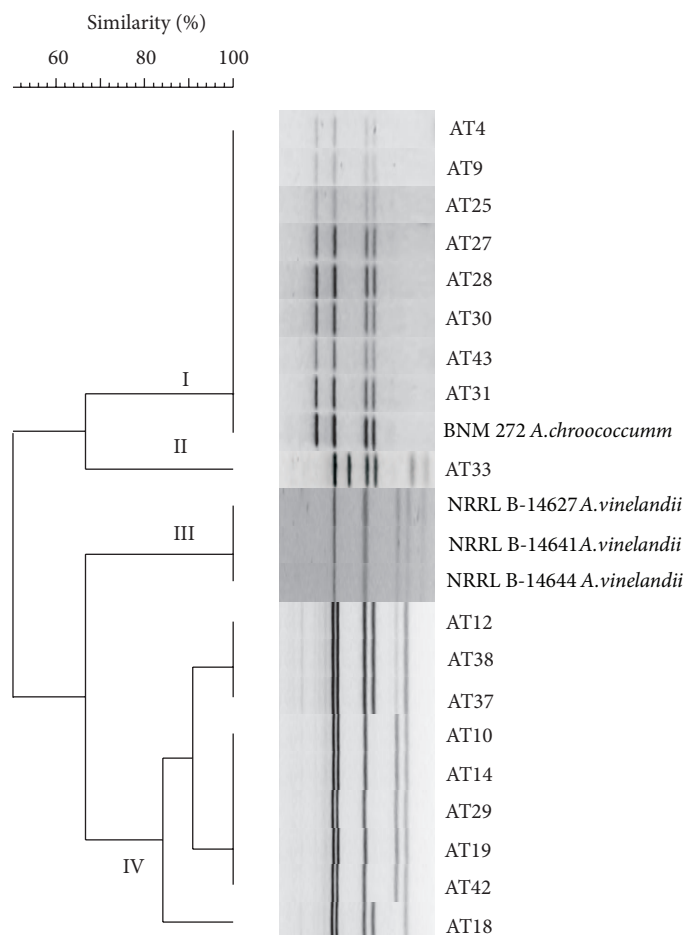 Similarity (%)
60 80 100
AT4
AT9
AT25
AT27
AT28
AT30
AT43
AT31
I
BNM 272 A.chroococcumm
II
AT33
NRRL B-14627 A.vinelandii
III
NRRL B-14641 A.vinelandii
NRRL B-14644 A.vinelandii
AT12
AT38
AT37
AT10
AT14
AT29
AT19
IV
AT42
AT18